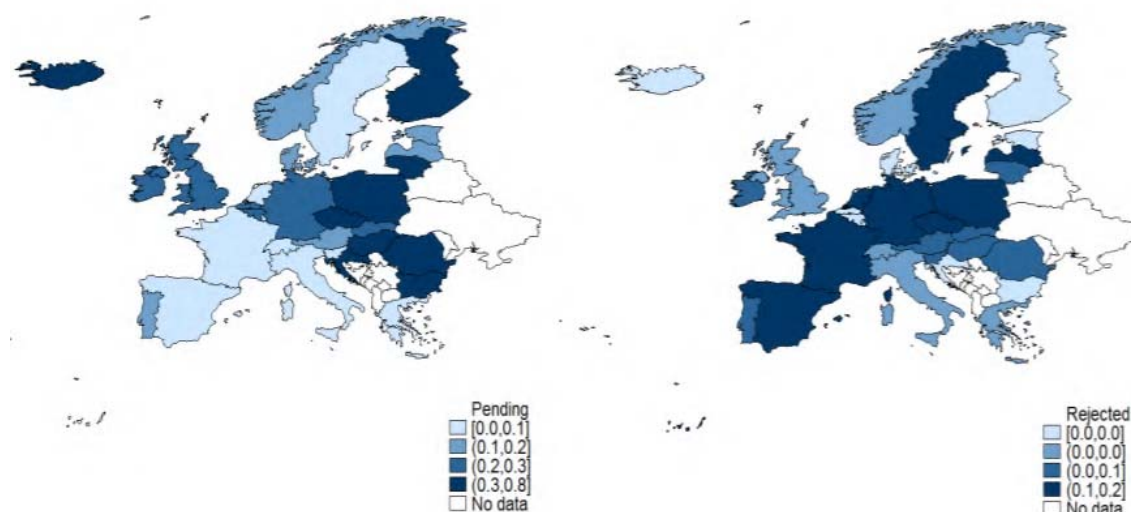 Pending
[0.0,0.1]
(0.1,0.2]
(0.2,0.3]
(0.3,0.8]
No data
Rejected
[0.0,0.0]
(0.0,0.0]
(0.0,0.1]
(0.1,0.2]
No data